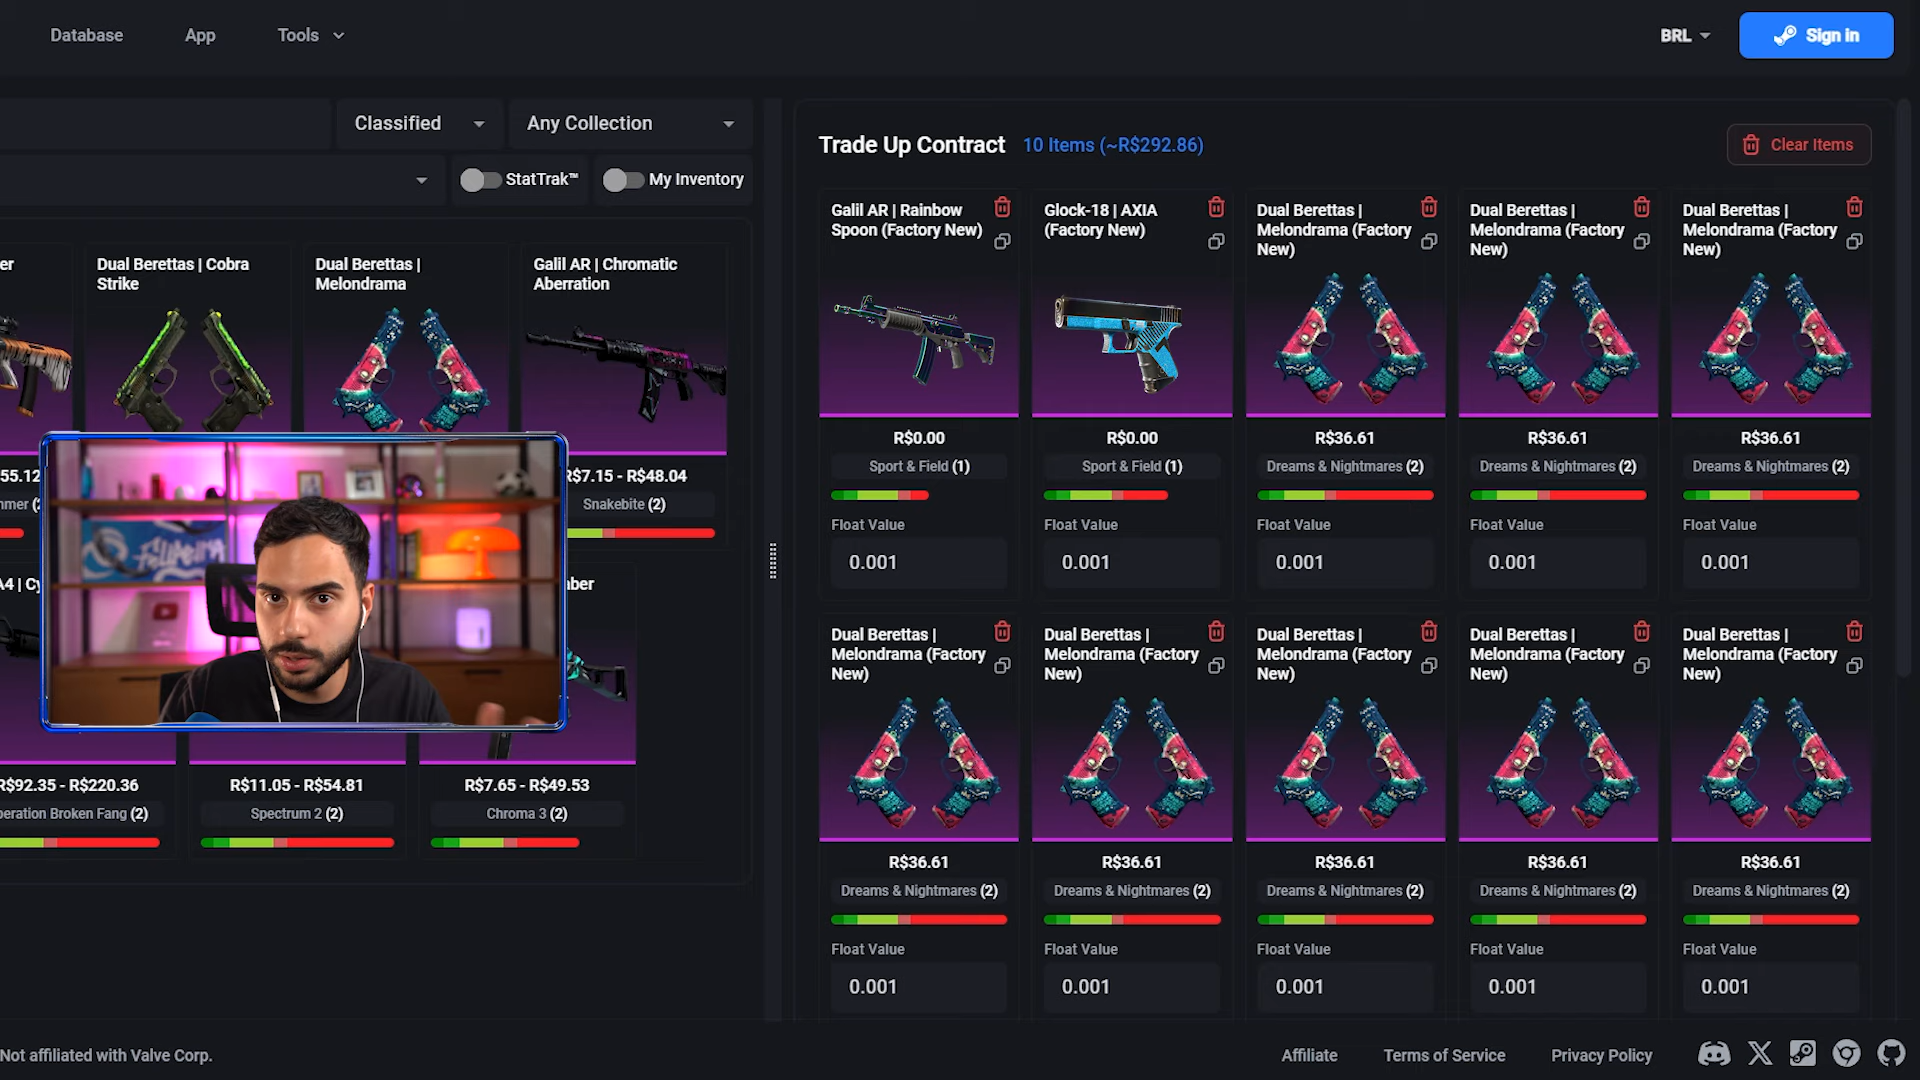 Database
App
Tools
BRL
Sign in
Classified
Any Collection
StatTrak™
My Inventory
Trade Up Contract
10 Items (~R$292.86)
Clear Items
er
Dual Berettas | Cobra
Strike
Dual Berettas |
Melondrama
Galil AR | Chromatic
Aberration
55.12
R$7.15 - R$48.04
Snakebite (2)
R$92.35 - R$220.36
peration Broken Fang (2)
R$11.05 - R$54.81
Spectrum 2 (2)
R$7.65 - R$49.53
Chroma 3 (2)
Galil AR | Rainbow
Spoon (Factory New)
R$0.00
Sport & Field (1)
Float Value
0.001
Glock-18 | AXIA
(Factory New)
R$0.00
Sport & Field (1)
Float Value
0.001
Dual Berettas |
Melondrama (Factory
New)
R$36.61
Dreams & Nightmares (2)
Float Value
0.001
Dual Berettas |
Melondrama (Factory
New)
R$36.61
Dreams & Nightmares (2)
Float Value
0.001
Dual Berettas |
Melondrama (Factory
New)
R$36.61
Dreams & Nightmares (2)
Float Value
0.001
Dual Berettas |
Melondrama (Factory
New)
R$36.61
Dreams & Nightmares (2)
Float Value
0.001
Dual Berettas |
Melondrama (Factory
New)
R$36.61
Dreams & Nightmares (2)
Float Value
0.001
Dual Berettas |
Melondrama (Factory
New)
R$36.61
Dreams & Nightmares (2)
Float Value
0.001
Dual Berettas |
Melondrama (Factory
New)
R$36.61
Dreams & Nightmares (2)
Float Value
0.001
Dual Berettas |
Melondrama (Factory
New)
R$36.61
Dreams & Nightmares (2)
Float Value
0.001
Not affiliated with Valve Corp.
Affiliate
Terms of Service
Privacy Policy